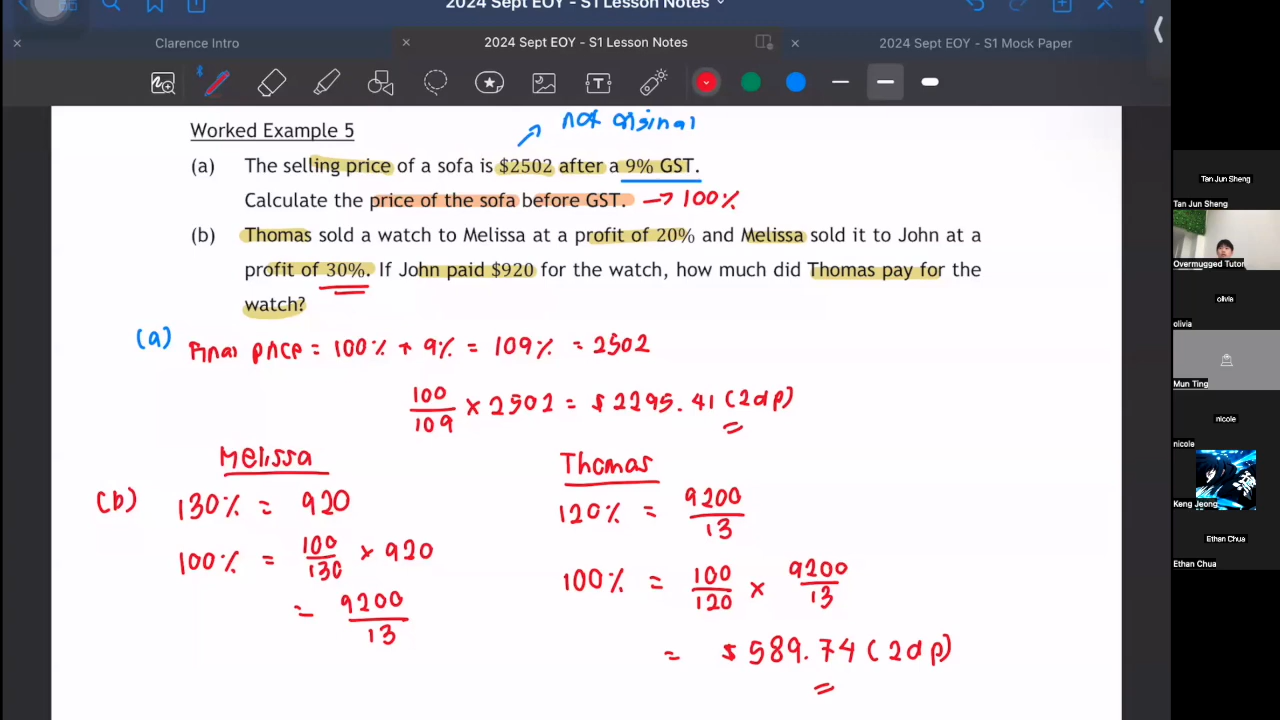 2024 Sept EOY - S1 Lesson Notes
Clarence Intro
2024 Sept EOY - S1 Lesson Notes
2024 Sept EOY - S1 Mock Paper
not original
Worked Example 5
(a) The selling price of a sofa is $2502 after a 9% GST.
Calculate the price of the sofa before GST. → 100%
(b) Thomas sold a watch to Melissa at a profit of 20% and Melissa sold it to John at a
profit of 30%. If John paid $920 for the watch, how much did Thomas pay for the
watch?
(a) Final price = 100% + 9% = 109% = 2502
100/109 × 2502 = $2295.41 (2dp)
Melissa
(b) 130% = 920
100% = 100/130 × 920
= 9200/13
Thomas
120% = 9200/13
100% = 100/120 × 9200/13
= $589.74 (2dp)
Tan Jun Sheng
Tan Jun Sheng
Overmugged Tutor
olivia
olivia
Mun Ting
nicole
nicole
Keng Jeong
Ethan Chua
Ethan Chua